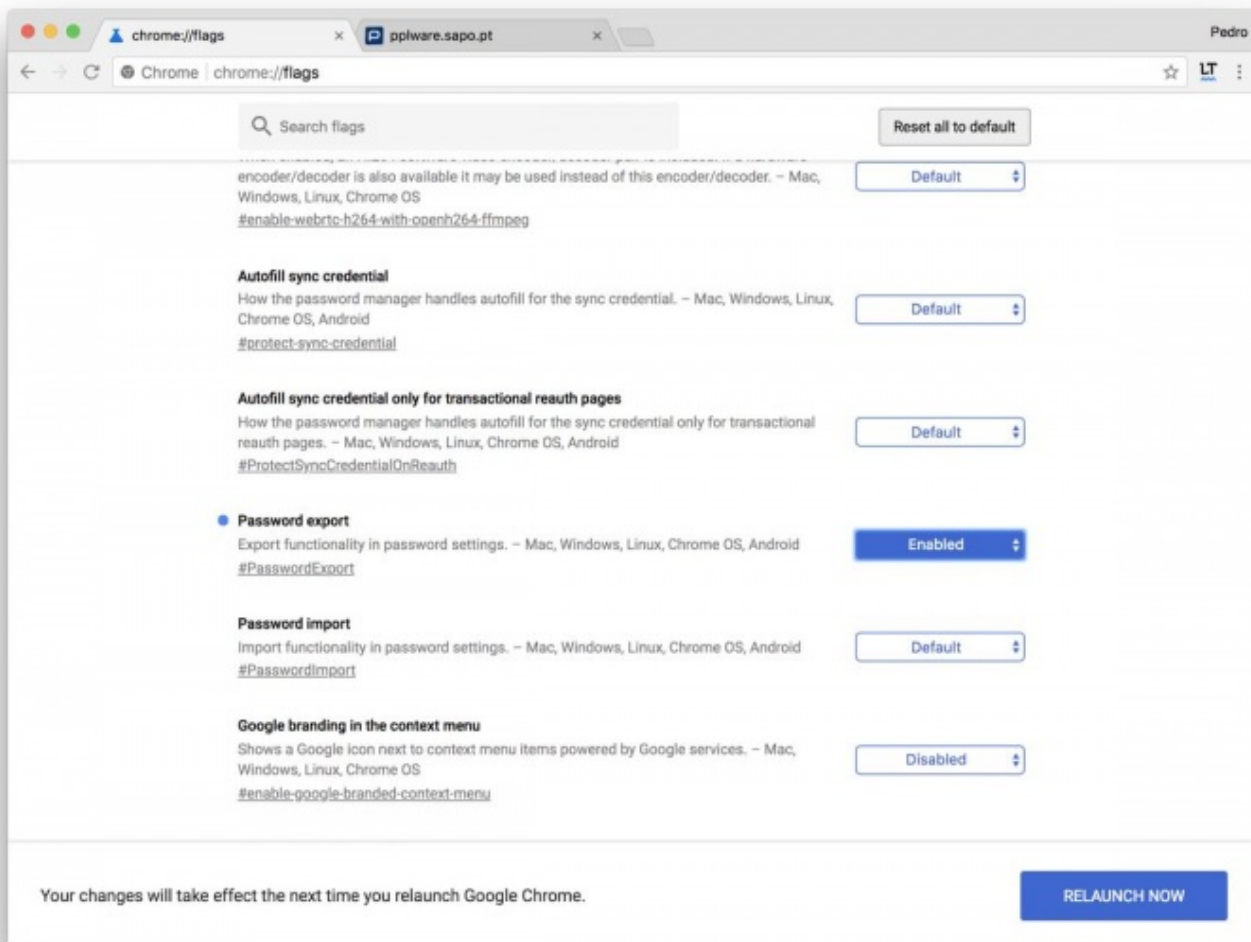 chrome://flags
pplware.sapo.pt
Pedro
Chrome chrome://flags
LT
Search flags
Reset all to default
encoder/decoder is also available it may be used instead of this encoder/decoder. – Mac,
Windows, Linux, Chrome OS
#enable-webrtc-h264-with-openh264-ffmpeg
Default
Autofill sync credential
How the password manager handles autofill for the sync credential. – Mac, Windows, Linux,
Chrome OS, Android
#protect-sync-credential
Default
Autofill sync credential only for transactional reauth pages
How the password manager handles autofill for the sync credential only for transactional
reauth pages. – Mac, Windows, Linux, Chrome OS, Android
#ProtectSyncCredentialOnReauth
Default
Password export
Export functionality in password settings. – Mac, Windows, Linux, Chrome OS, Android
#PasswordExport
Enabled
Password import
Import functionality in password settings. – Mac, Windows, Linux, Chrome OS, Android
#PasswordImport
Default
Google branding in the context menu
Shows a Google icon next to context menu items powered by Google services. – Mac,
Windows, Linux, Chrome OS
#enable-google-branded-context-menu
Disabled
Your changes will take effect the next time you relaunch Google Chrome.
RELAUNCH NOW